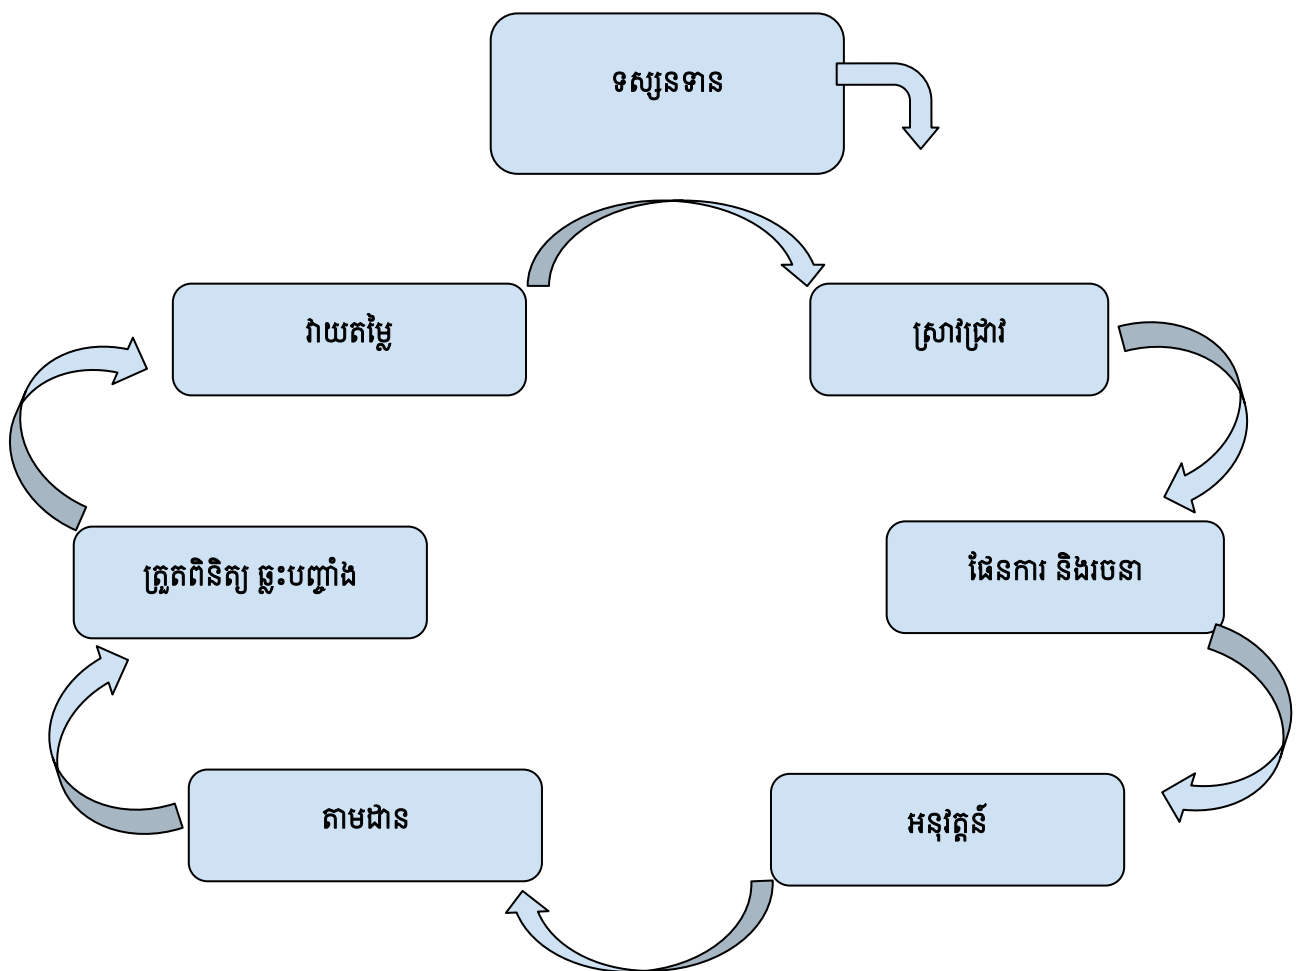 ទស្សនទាន
វាយតម្លៃ
ស្រាវជ្រាវ
ត្រួតពិនិត្យ ឆ្លុះបញ្ចាំង
ផែនការ និងរចនា
តាមដាន
អនុវត្តន៍